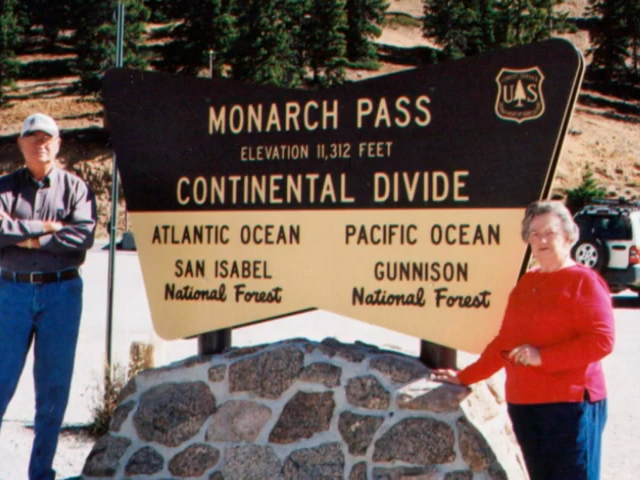 MONARCH PASS
ELEVATION 11,312 FEET
CONTINENTAL DIVIDE
ATLANTIC OCEAN
SAN ISABEL
National Forest
PACIFIC OCEAN
GUNNISON
National Forest
US